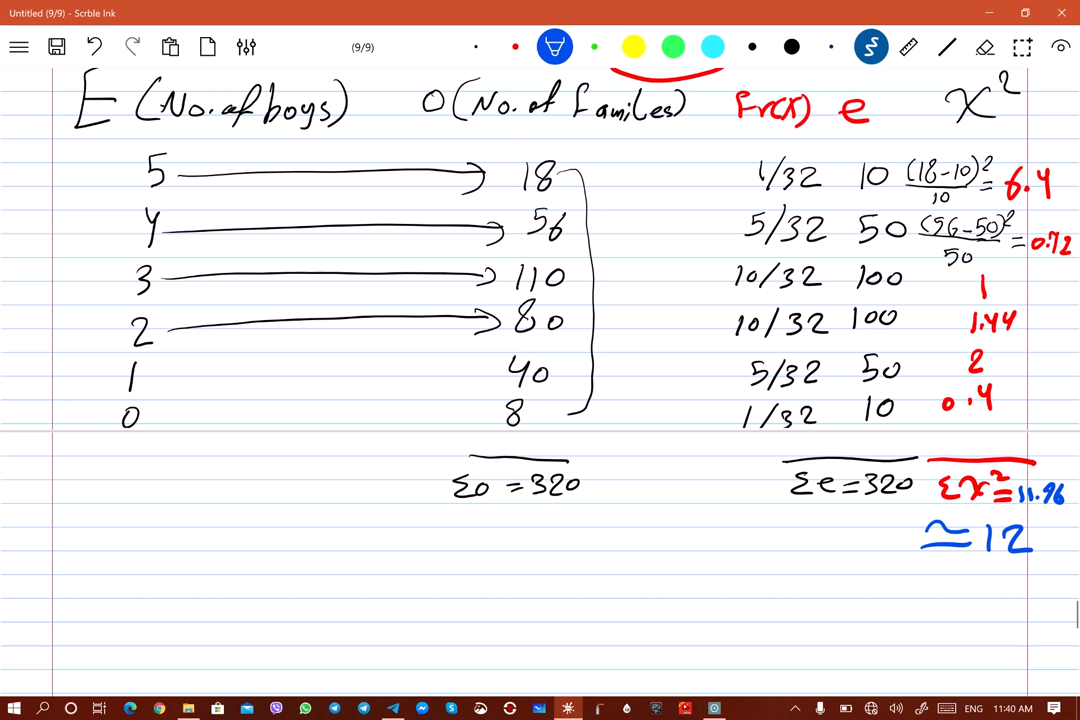 Untitled (9/9) - Scrble Ink
(9/9)
E (No. of boys) O (No. of Familes) Fr(x) e χ²
5 → 18 1/32 10 (18-10)²/10 = 6.4
4 → 56 5/32 50 (56-50)²/50 = 0.72
3 → 110 10/32 100 1
2 → 80 10/32 100 1.44
1 40 5/32 50 2
0 8 1/32 10 0.4
Σo = 320 Σe = 320 Σχ² = 11.96
≃ 12
ENG 11:40 AM